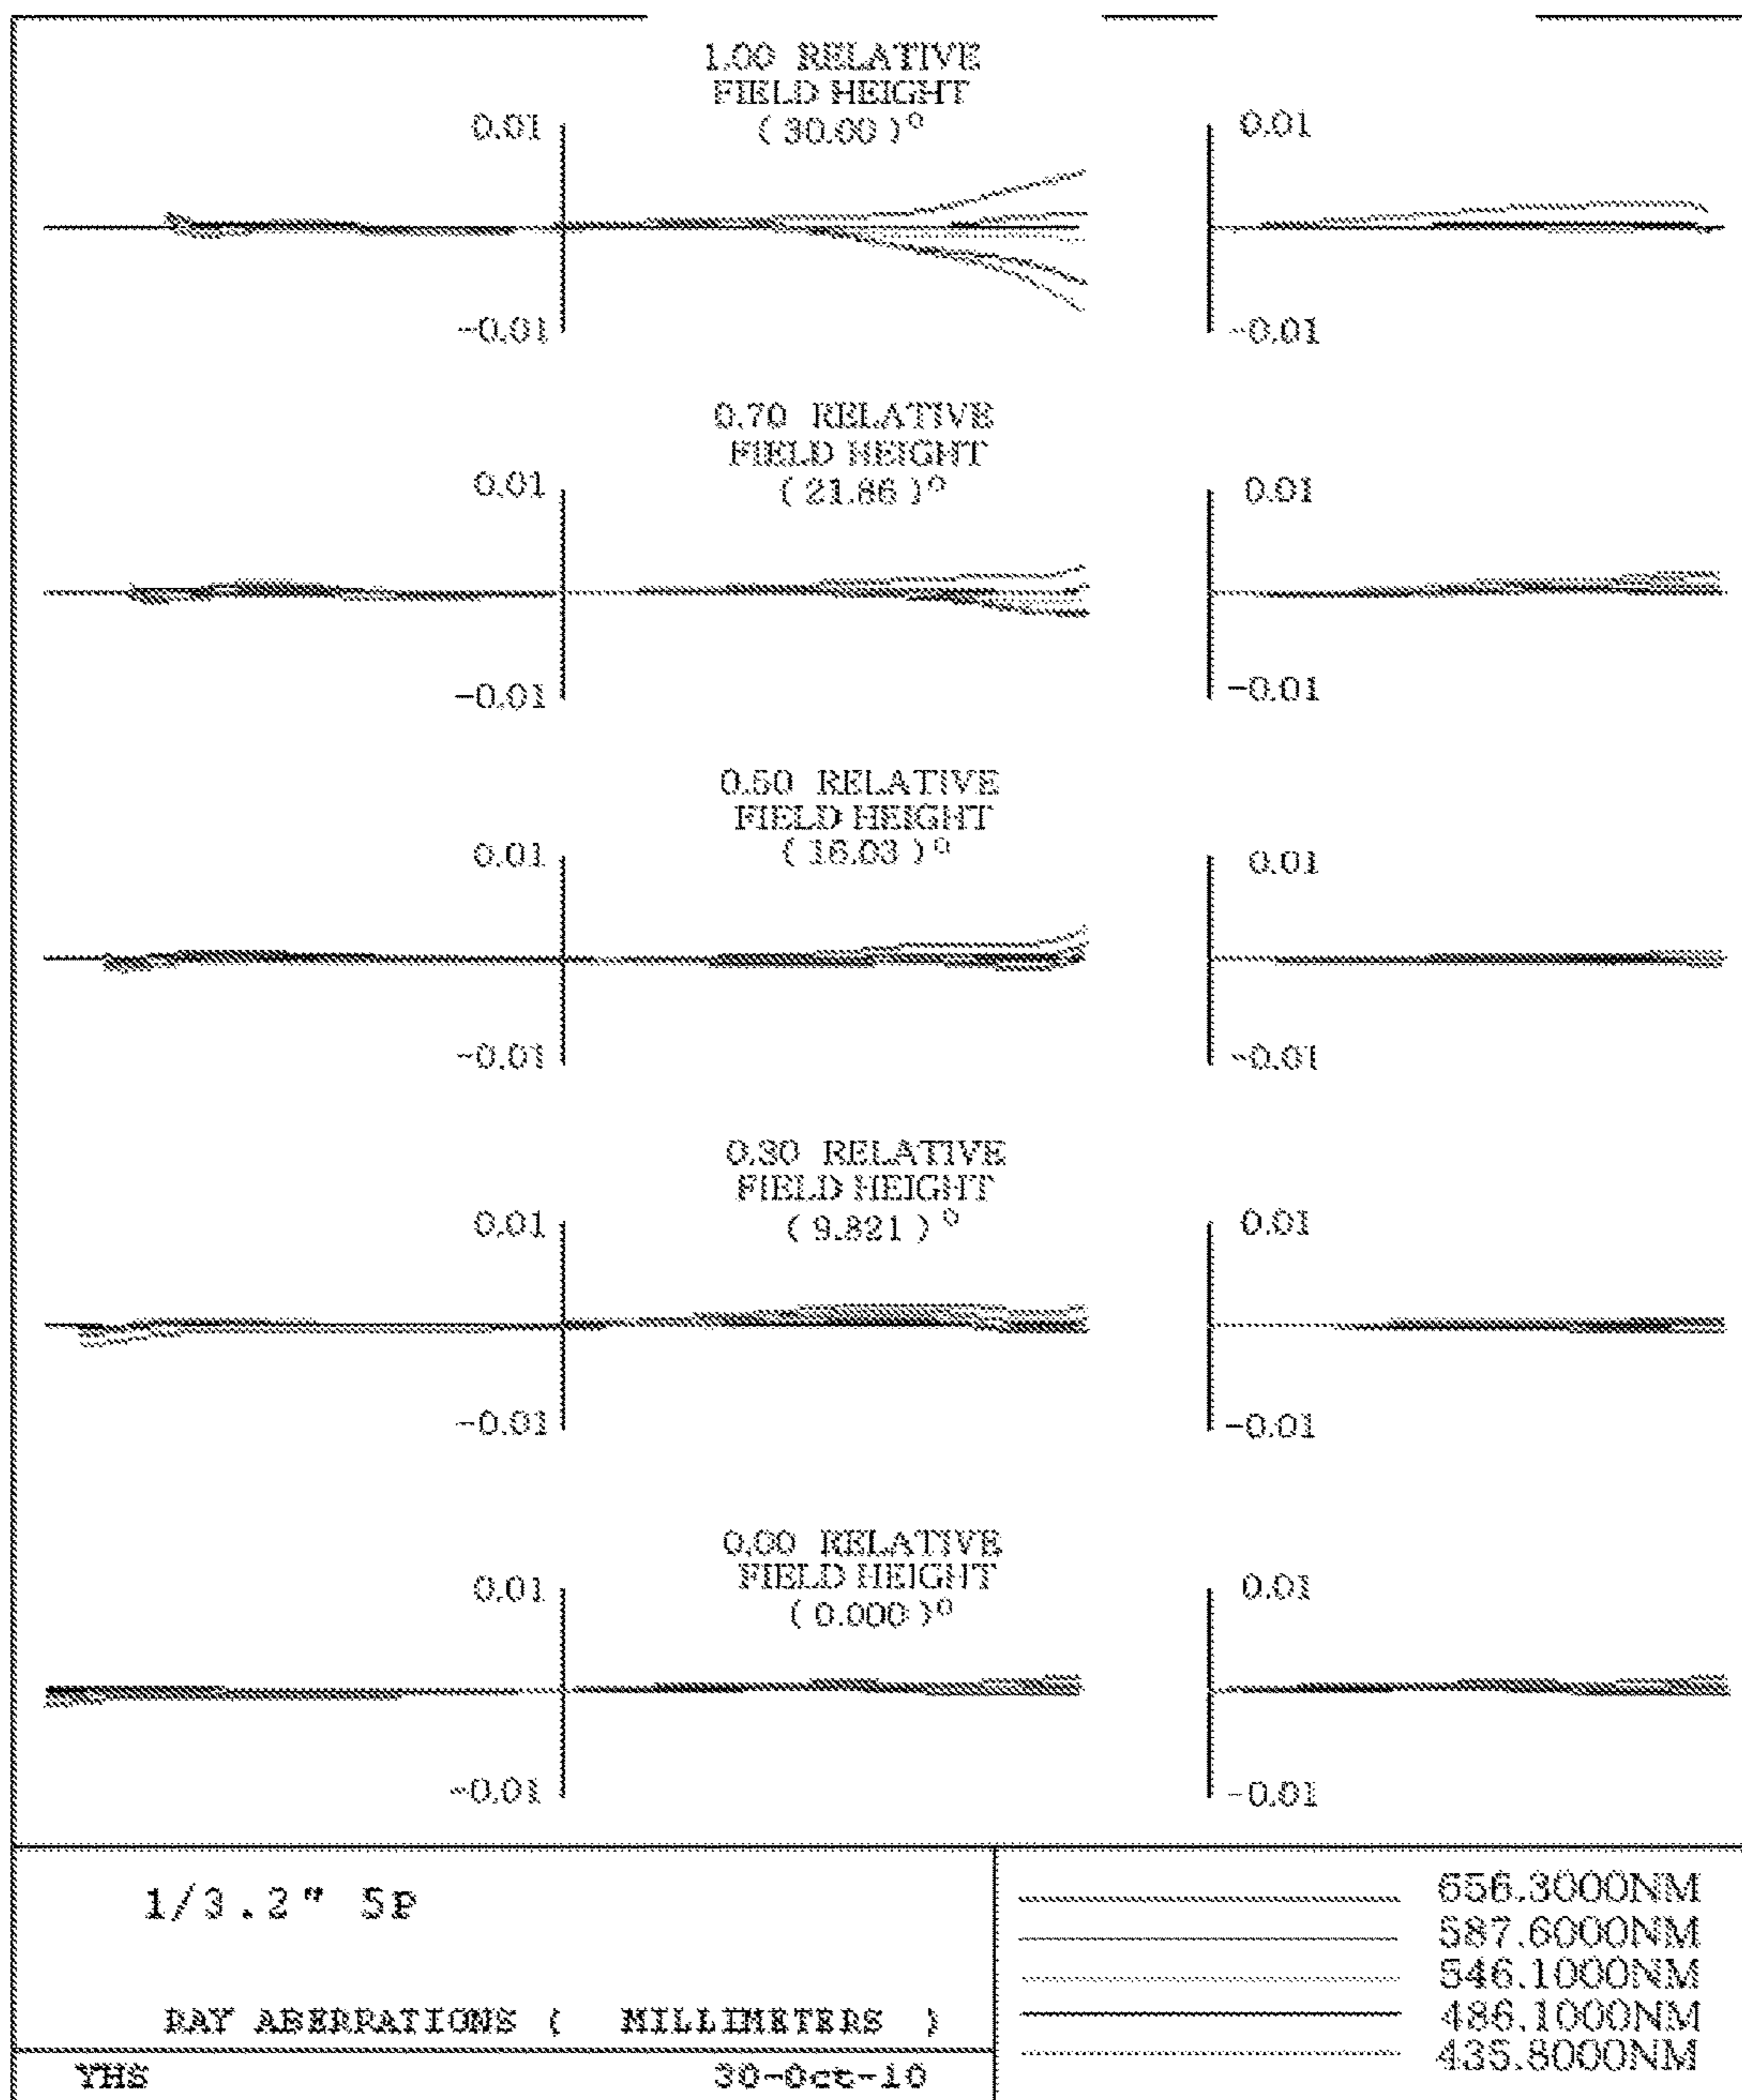 1.00 RELATIVE
FIELD HEIGHT
( 30.00 )°
0.01
0.01
-0.01
-0.01
0.70 RELATIVE
FIELD HEIGHT
( 21.86 )°
0.01
0.01
-0.01
-0.01
0.50 RELATIVE
FIELD HEIGHT
( 16.03 )°
0.01
0.01
-0.01
-0.01
0.30 RELATIVE
FIELD HEIGHT
( 9.821 )°
0.01
0.01
-0.01
-0.01
0.00 RELATIVE
FIELD HEIGHT
( 0.000 )°
0.01
0.01
-0.01
-0.01
1/3.2" 5P
RAY ABERRATIONS ( MILLIMETERS )
YHS 30-Oct-10
656.3000NM
587.6000NM
546.1000NM
486.1000NM
435.8000NM